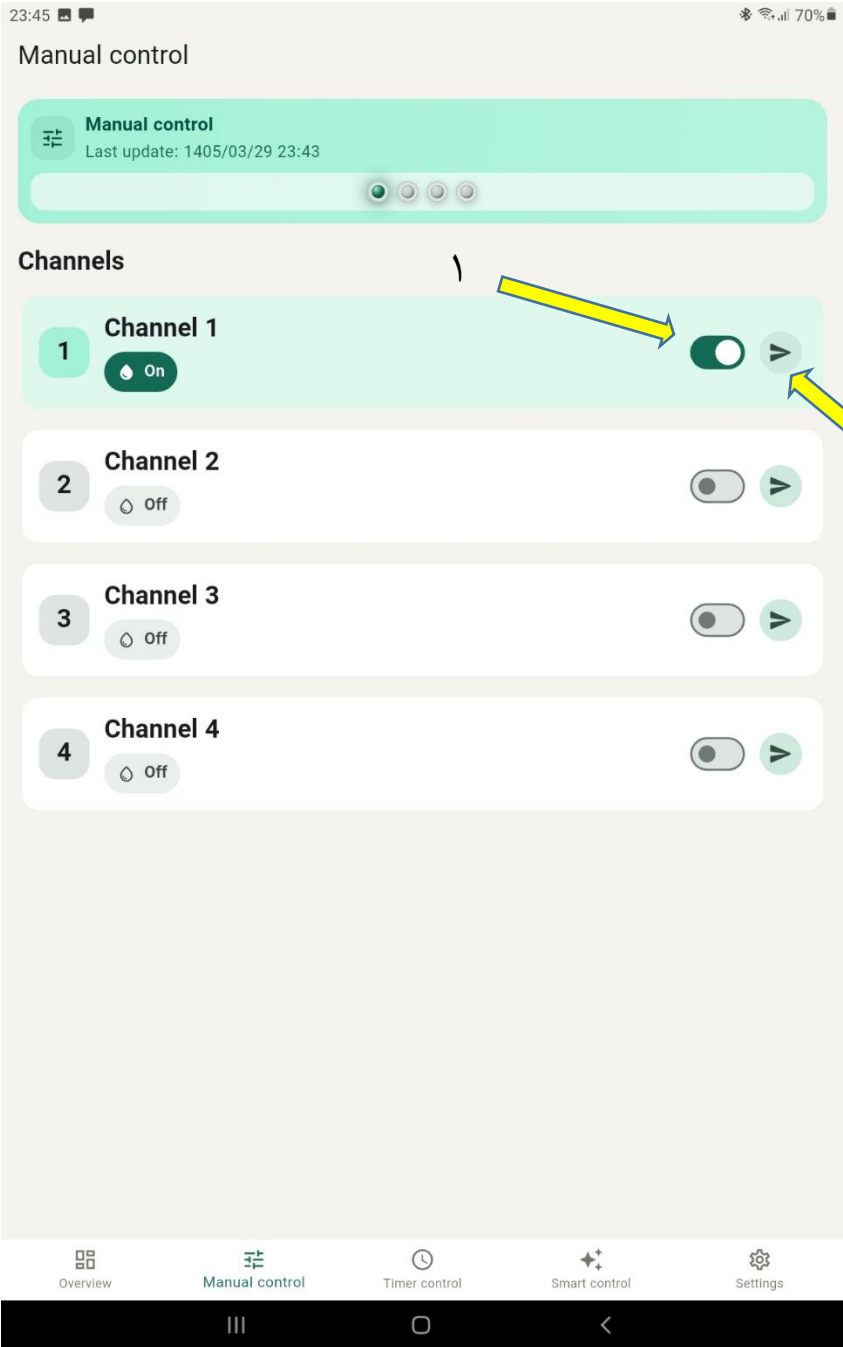 23:45
70%
Manual control
Manual control
Last update: 1405/03/29 23:43
Channels
۱
1
Channel 1
On
2
Channel 2
Off
3
Channel 3
Off
4
Channel 4
Off
Overview
Manual control
Timer control
Smart control
Settings